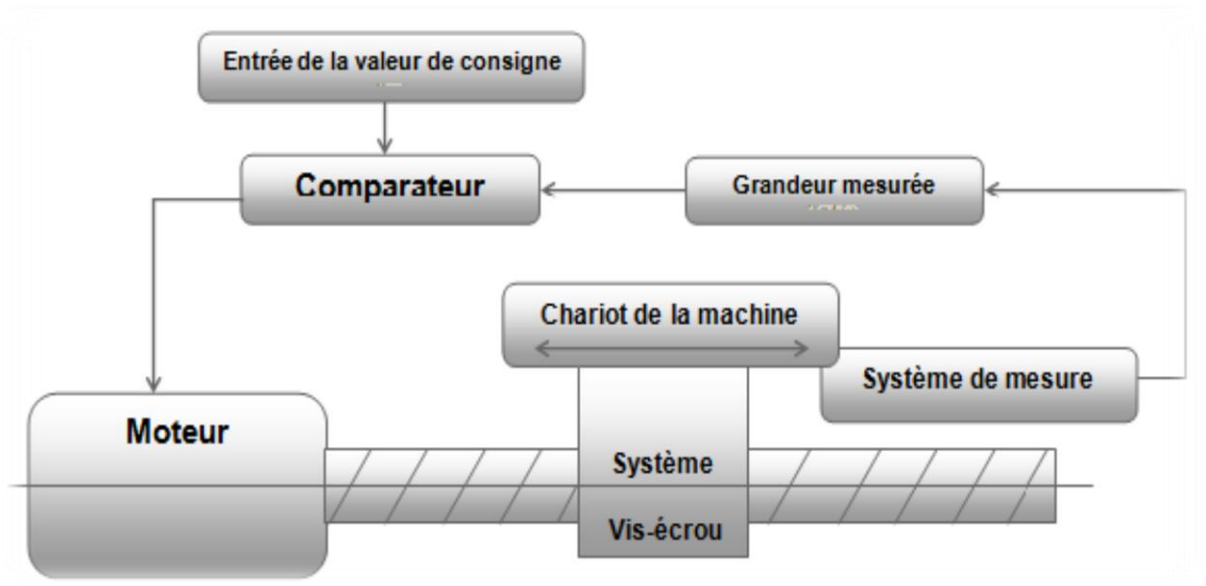 Entrée de la valeur de consigne
Comparateur
Grandeur mesurée
Chariot de la machine
Système de mesure
Moteur
Système
Vis-écrou